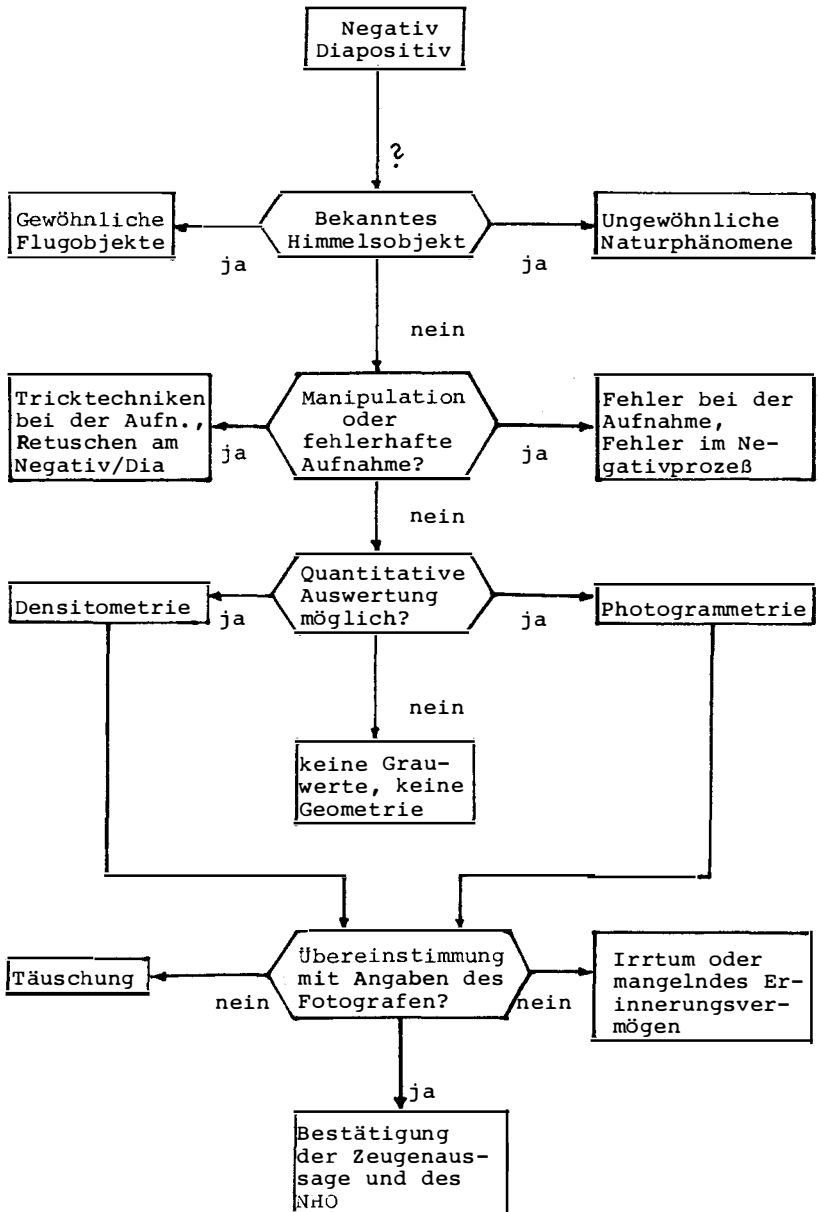 Negativ
Diapositiv
?
Gewöhnliche
Flugobjekte
ja
Bekanntes
Himmelsobjekt
ja
Ungewöhnliche
Naturphänomene
nein
Tricktechniken
bei der Aufn.,
Retuschen am
Negativ/Dia
ja
Manipulation
oder
fehlerhafte
Aufnahme?
ja
Fehler bei der
Aufnahme,
Fehler im Ne-
gativprozeß
nein
Densitometrie
ja
Quantitative
Auswertung
möglich?
ja
Photogrammetrie
nein
keine Grau-
werte, keine
Geometrie
Täuschung
nein
Übereinstimmung
mit Angaben des
Fotografen?
nein
Irrtum oder
mangelndes Er-
innerungsver-
mögen
ja
Bestätigung
der Zeugenaus-
sage und des
NHO